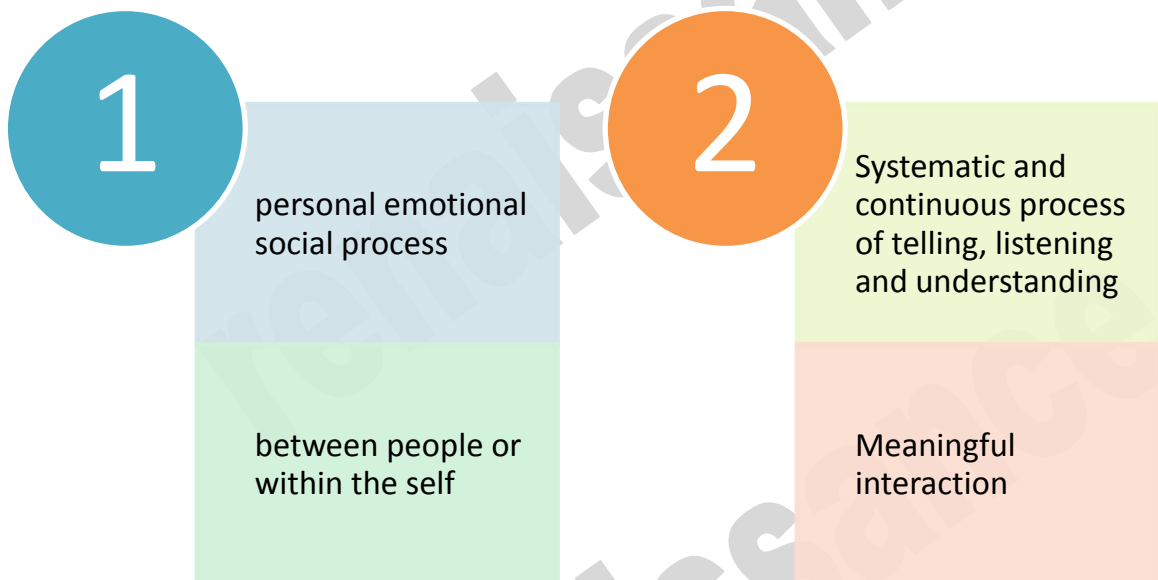 1
personal emotional
social process
between people or
within the self
2
Systematic and
continuous process
of telling, listening
and understanding
Meaningful
interaction
renaissance